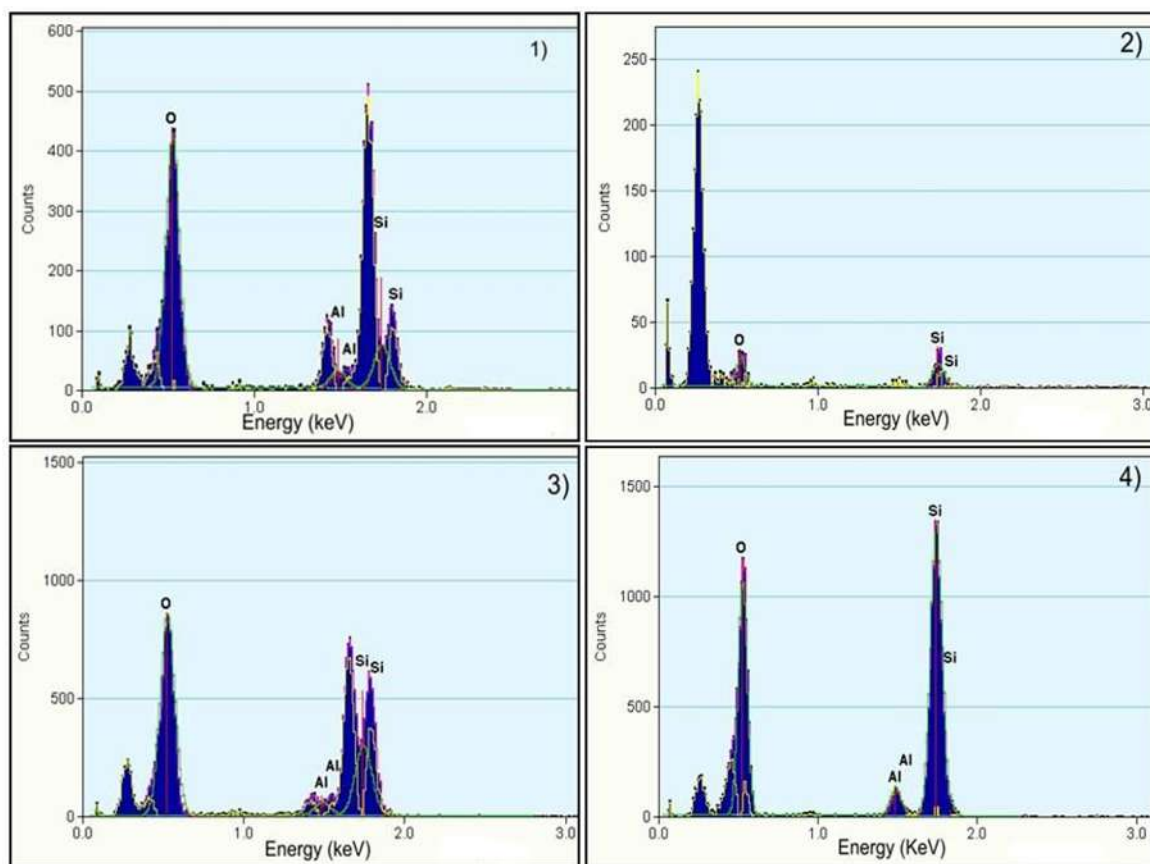 1)
600
500
400
300
200
100
0
Counts
O
Al
Al
Si
Si
0.0 1.0 2.0
Energy (keV)
2)
250
200
150
100
50
0
Counts
O
Si
Si
0.0 1.0 2.0 3.0
Energy (keV)
3)
1500
1000
500
0
Counts
O
Al
Al
Si
Si
0.0 1.0 2.0 3.0
Energy (keV)
4)
1500
1000
500
0
Counts
O
Al
Al
Si
Si
0.0 1.0 2.0 3.0
Energy (KeV)